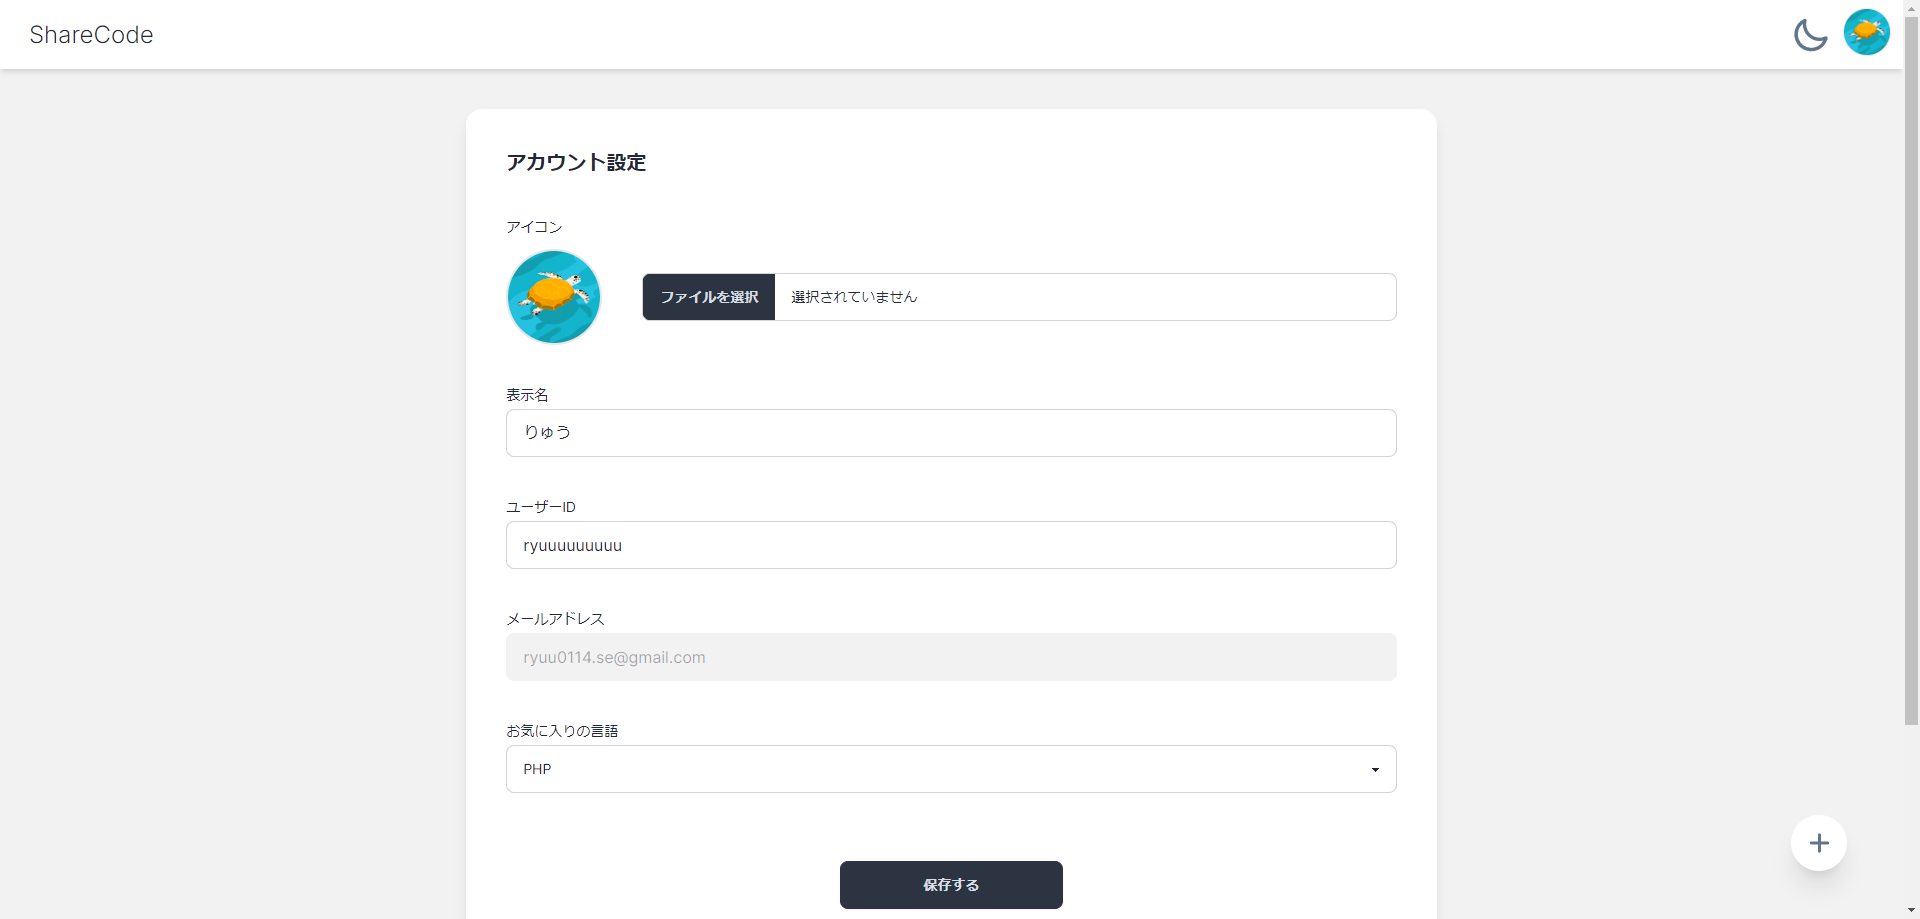 ShareCode
アカウント設定
アイコン
ファイルを選択 選択されていません
表示名
りゅう
ユーザーID
ryuuuuuuuuu
メールアドレス
ryuu0114.se@gmail.com
お気に入りの言語
PHP
保存する